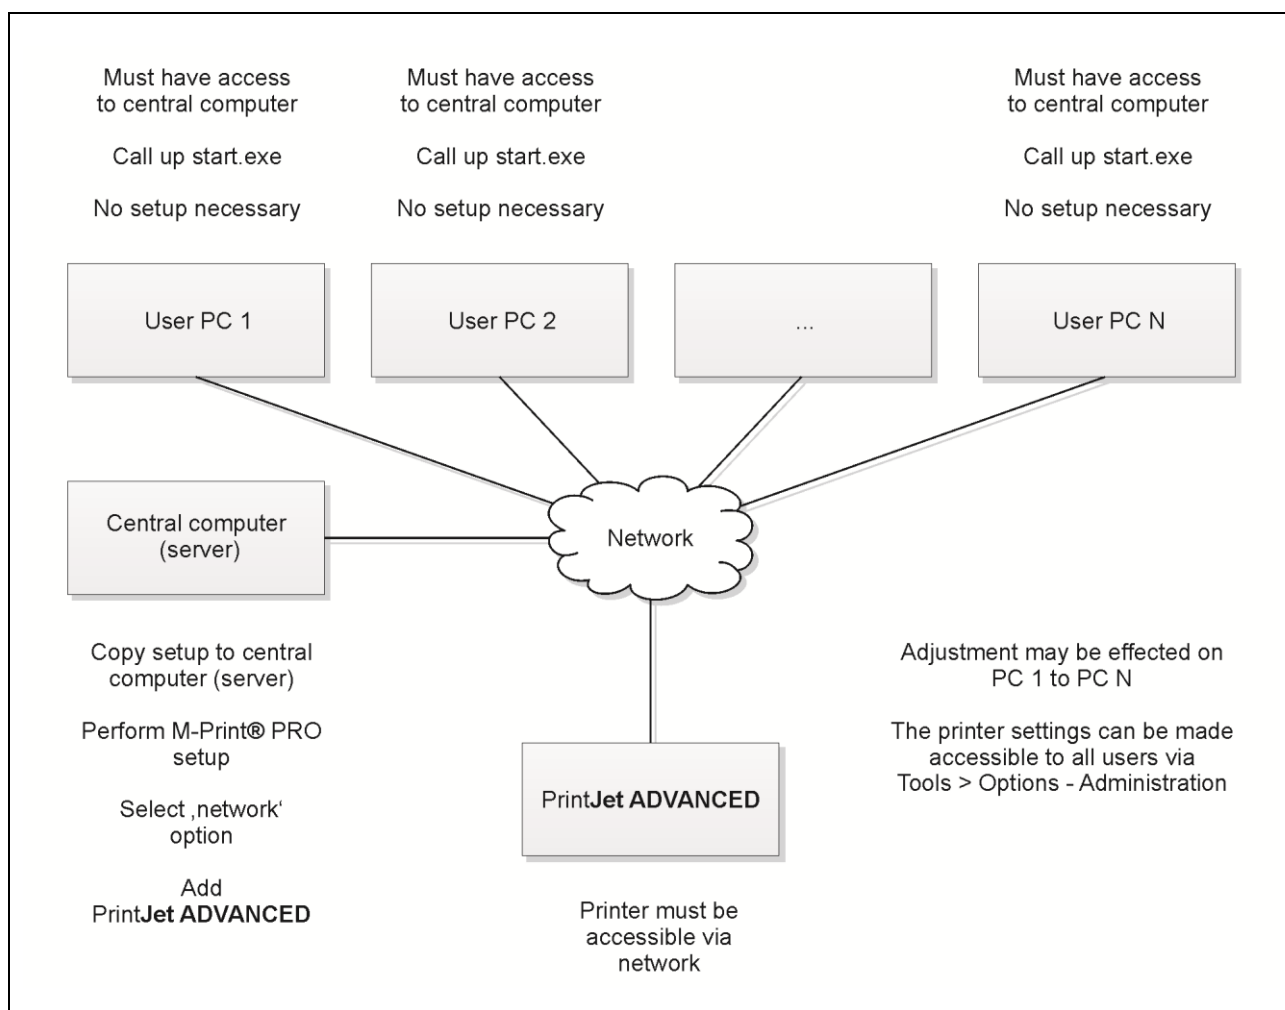 Must have access
to central computer
Call up start.exe
No setup necessary
Must have access
to central computer
Call up start.exe
No setup necessary
Must have access
to central computer
Call up start.exe
No setup necessary
User PC 1
User PC 2
...
User PC N
Central computer
(server)
Network
Copy setup to central
computer (server)
Perform M-Print® PRO
setup
Select ‚network‘
option
Add
PrintJet ADVANCED
PrintJet ADVANCED
Printer must be
accessible via
network
Adjustment may be effected on
PC 1 to PC N
The printer settings can be made
accessible to all users via
Tools > Options - Administration